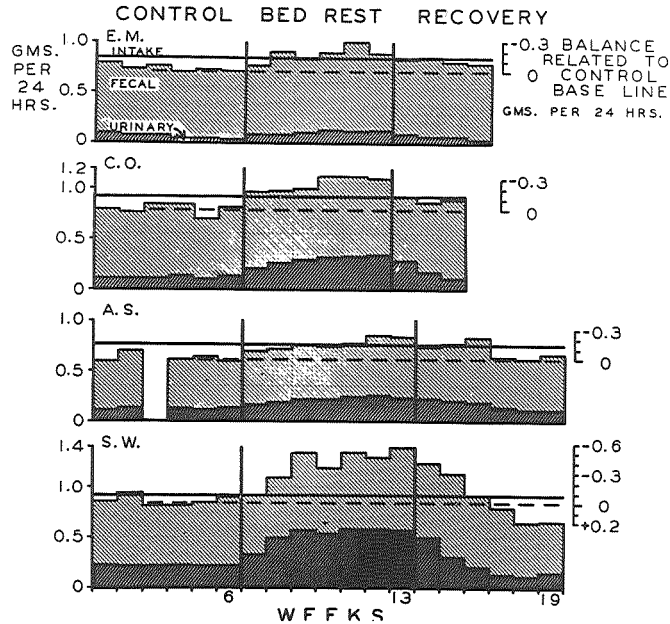 CONTROL BED REST RECOVERY
GMS. PER 24 HRS.
E.M.
1.0
INTAKE
FECAL
0.5
URINARY
0
-0.3
0
BALANCE RELATED TO CONTROL BASE LINE
GMS. PER 24 HRS.
C.O.
1.2
1.0
0.5
0
-0.3
0
A.S.
1.0
0.5
0
-0.3
0
S.W.
1.4
1.0
0.5
0
-0.6
-0.3
0
+0.2
6 13 19
WEEKS